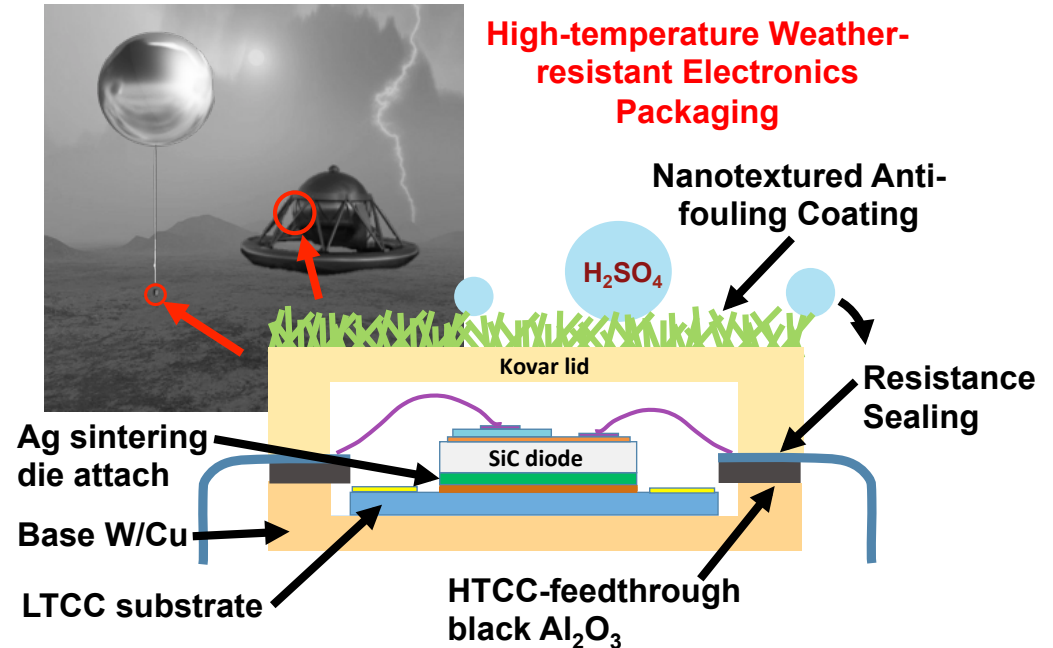 High-temperature Weather-
resistant Electronics
Packaging
Nanotextured Anti-
fouling Coating
H₂SO₄
Kovar lid
Resistance
Sealing
Ag sintering
die attach
SiC diode
Base W/Cu
LTCC substrate
HTCC-feedthrough
black Al₂O₃